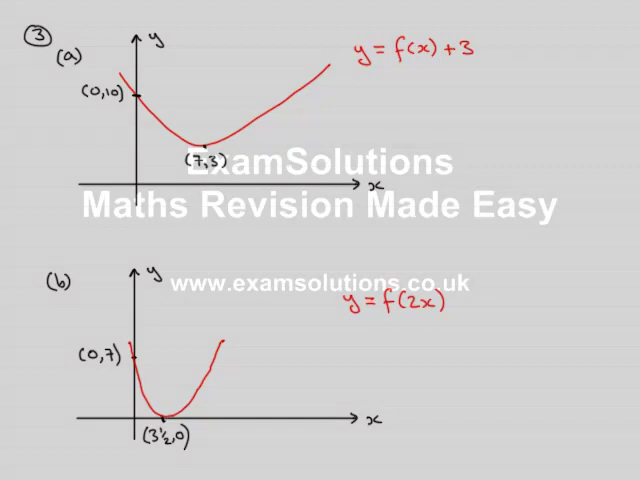 3
(a)
y
y = f(x) + 3
(0,10)
(7,3)
x
ExamSolutions
Maths Revision Made Easy
(b)
y
www.examsolutions.co.uk
y = f(2x)
(0,7)
(3½,0)
x